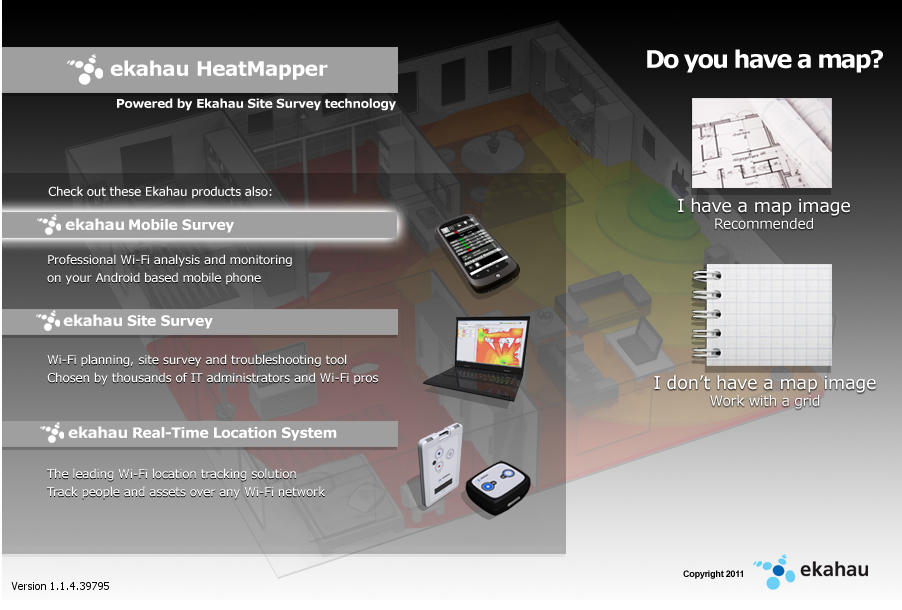 ekahau HeatMapper
Powered by Ekahau Site Survey technology
Check out these Ekahau products also:
ekahau Mobile Survey
Professional Wi-Fi analysis and monitoring
on your Android based mobile phone
ekahau Site Survey
Wi-Fi planning, site survey and troubleshooting tool
Chosen by thousands of IT administrators and Wi-Fi pros
ekahau Real-Time Location System
The leading Wi-Fi location tracking solution
Track people and assets over any Wi-Fi network
Version 1.1.4.39795
Do you have a map?
I have a map image
Recommended
I don't have a map image
Work with a grid
Copyright 2011
ekahau